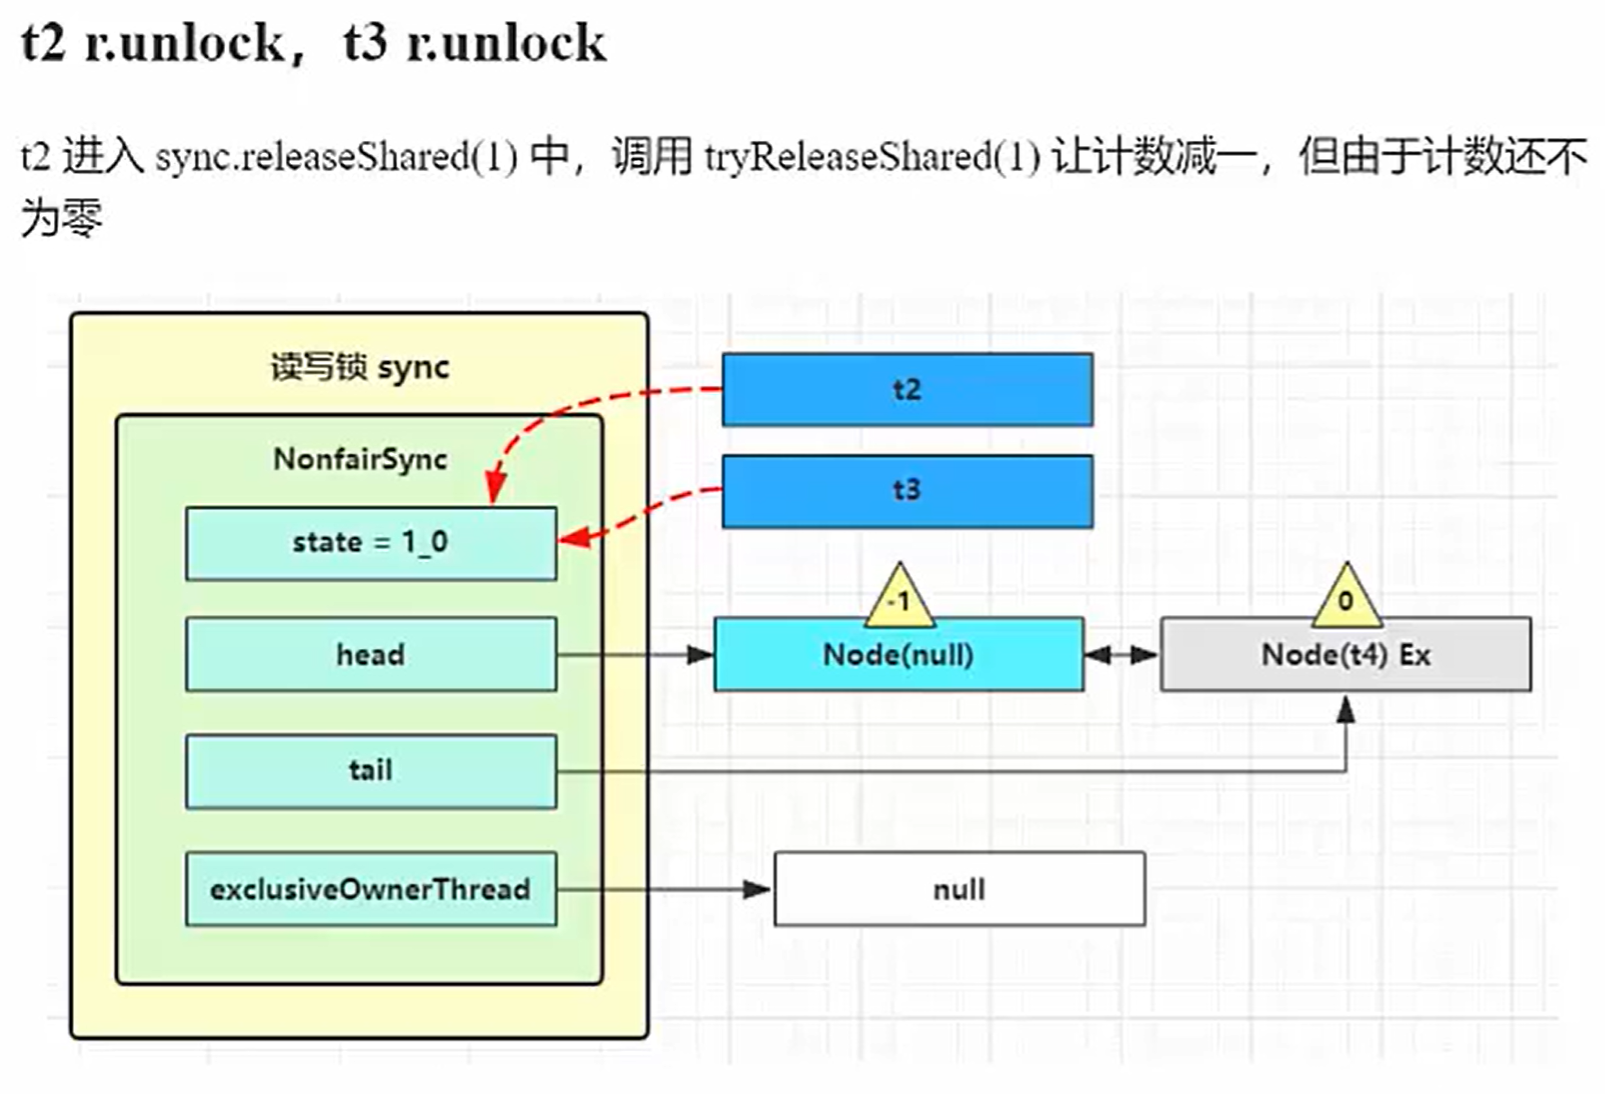 t2 r.unlock，t3 r.unlock
t2 进入 sync.releaseShared(1) 中，调用 tryReleaseShared(1) 让计数减一，但由于计数还不
为零
读写锁 sync
t2
NonfairSync
t3
state = 1_0
-1
0
head
Node(null)
Node(t4) Ex
tail
exclusiveOwnerThread
null